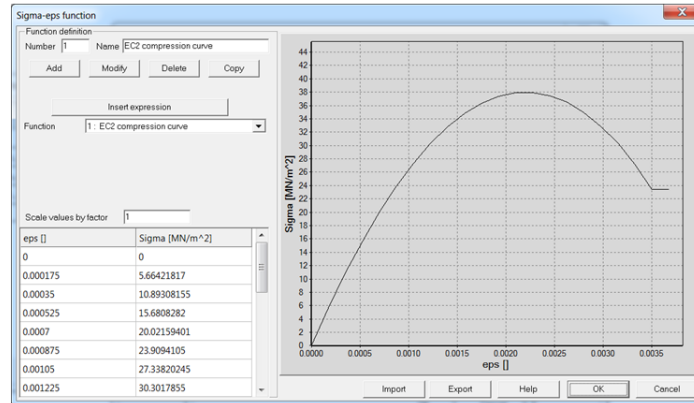 Sigma-eps function
Function definition
Number 1 Name EC2 compression curve
Add Modify Delete Copy
Insert expression
Function 1 : EC2 compression curve
Scale values by factor 1
eps [] Sigma [MN/m^2]
0 0
0.000175 5.66421817
0.00035 10.89308155
0.000525 15.6808282
0.0007 20.02159401
0.000875 23.9094105
0.00105 27.33820245
0.001225 30.3017855
Sigma [MN/m^2]
44
42
40
38
36
34
32
30
28
26
24
22
20
18
16
14
12
10
8
6
4
2
0
0.0000 0.0005 0.0010 0.0015 0.0020 0.0025 0.0030 0.0035
eps []
Import Export Help OK Cancel